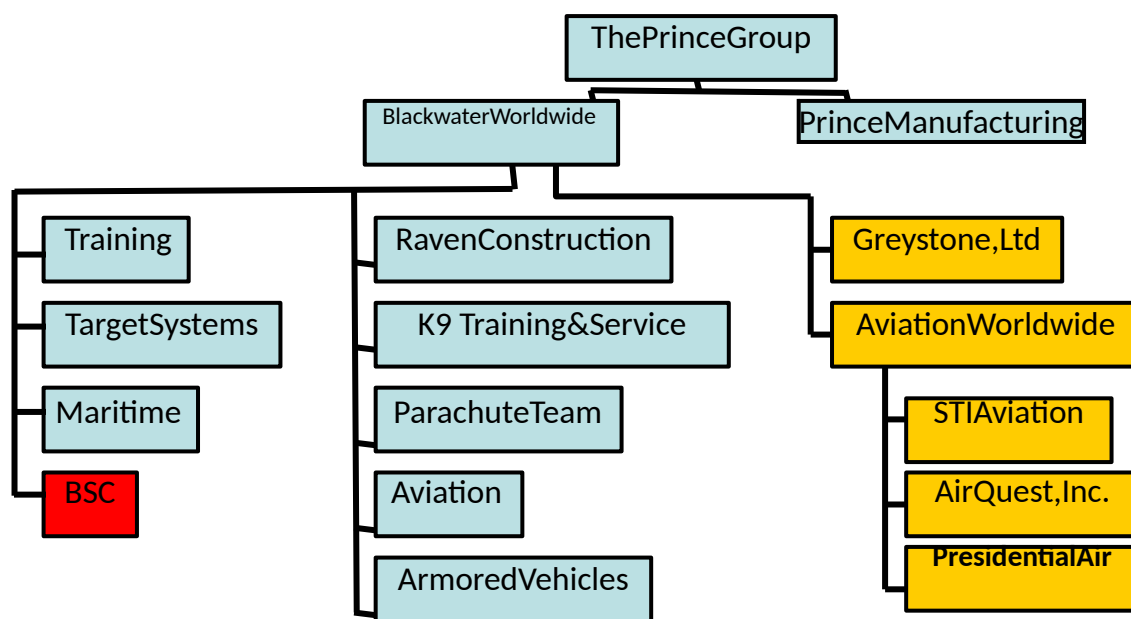 ThePrinceGroup
BlackwaterWorldwide
PrinceManufacturing
Training
TargetSystems
Maritime
BSC
RavenConstruction
K9 Training&Service
ParachuteTeam
Aviation
ArmoredVehicles
Greystone,Ltd
AviationWorldwide
STIAviation
AirQuest,Inc.
PresidentialAir